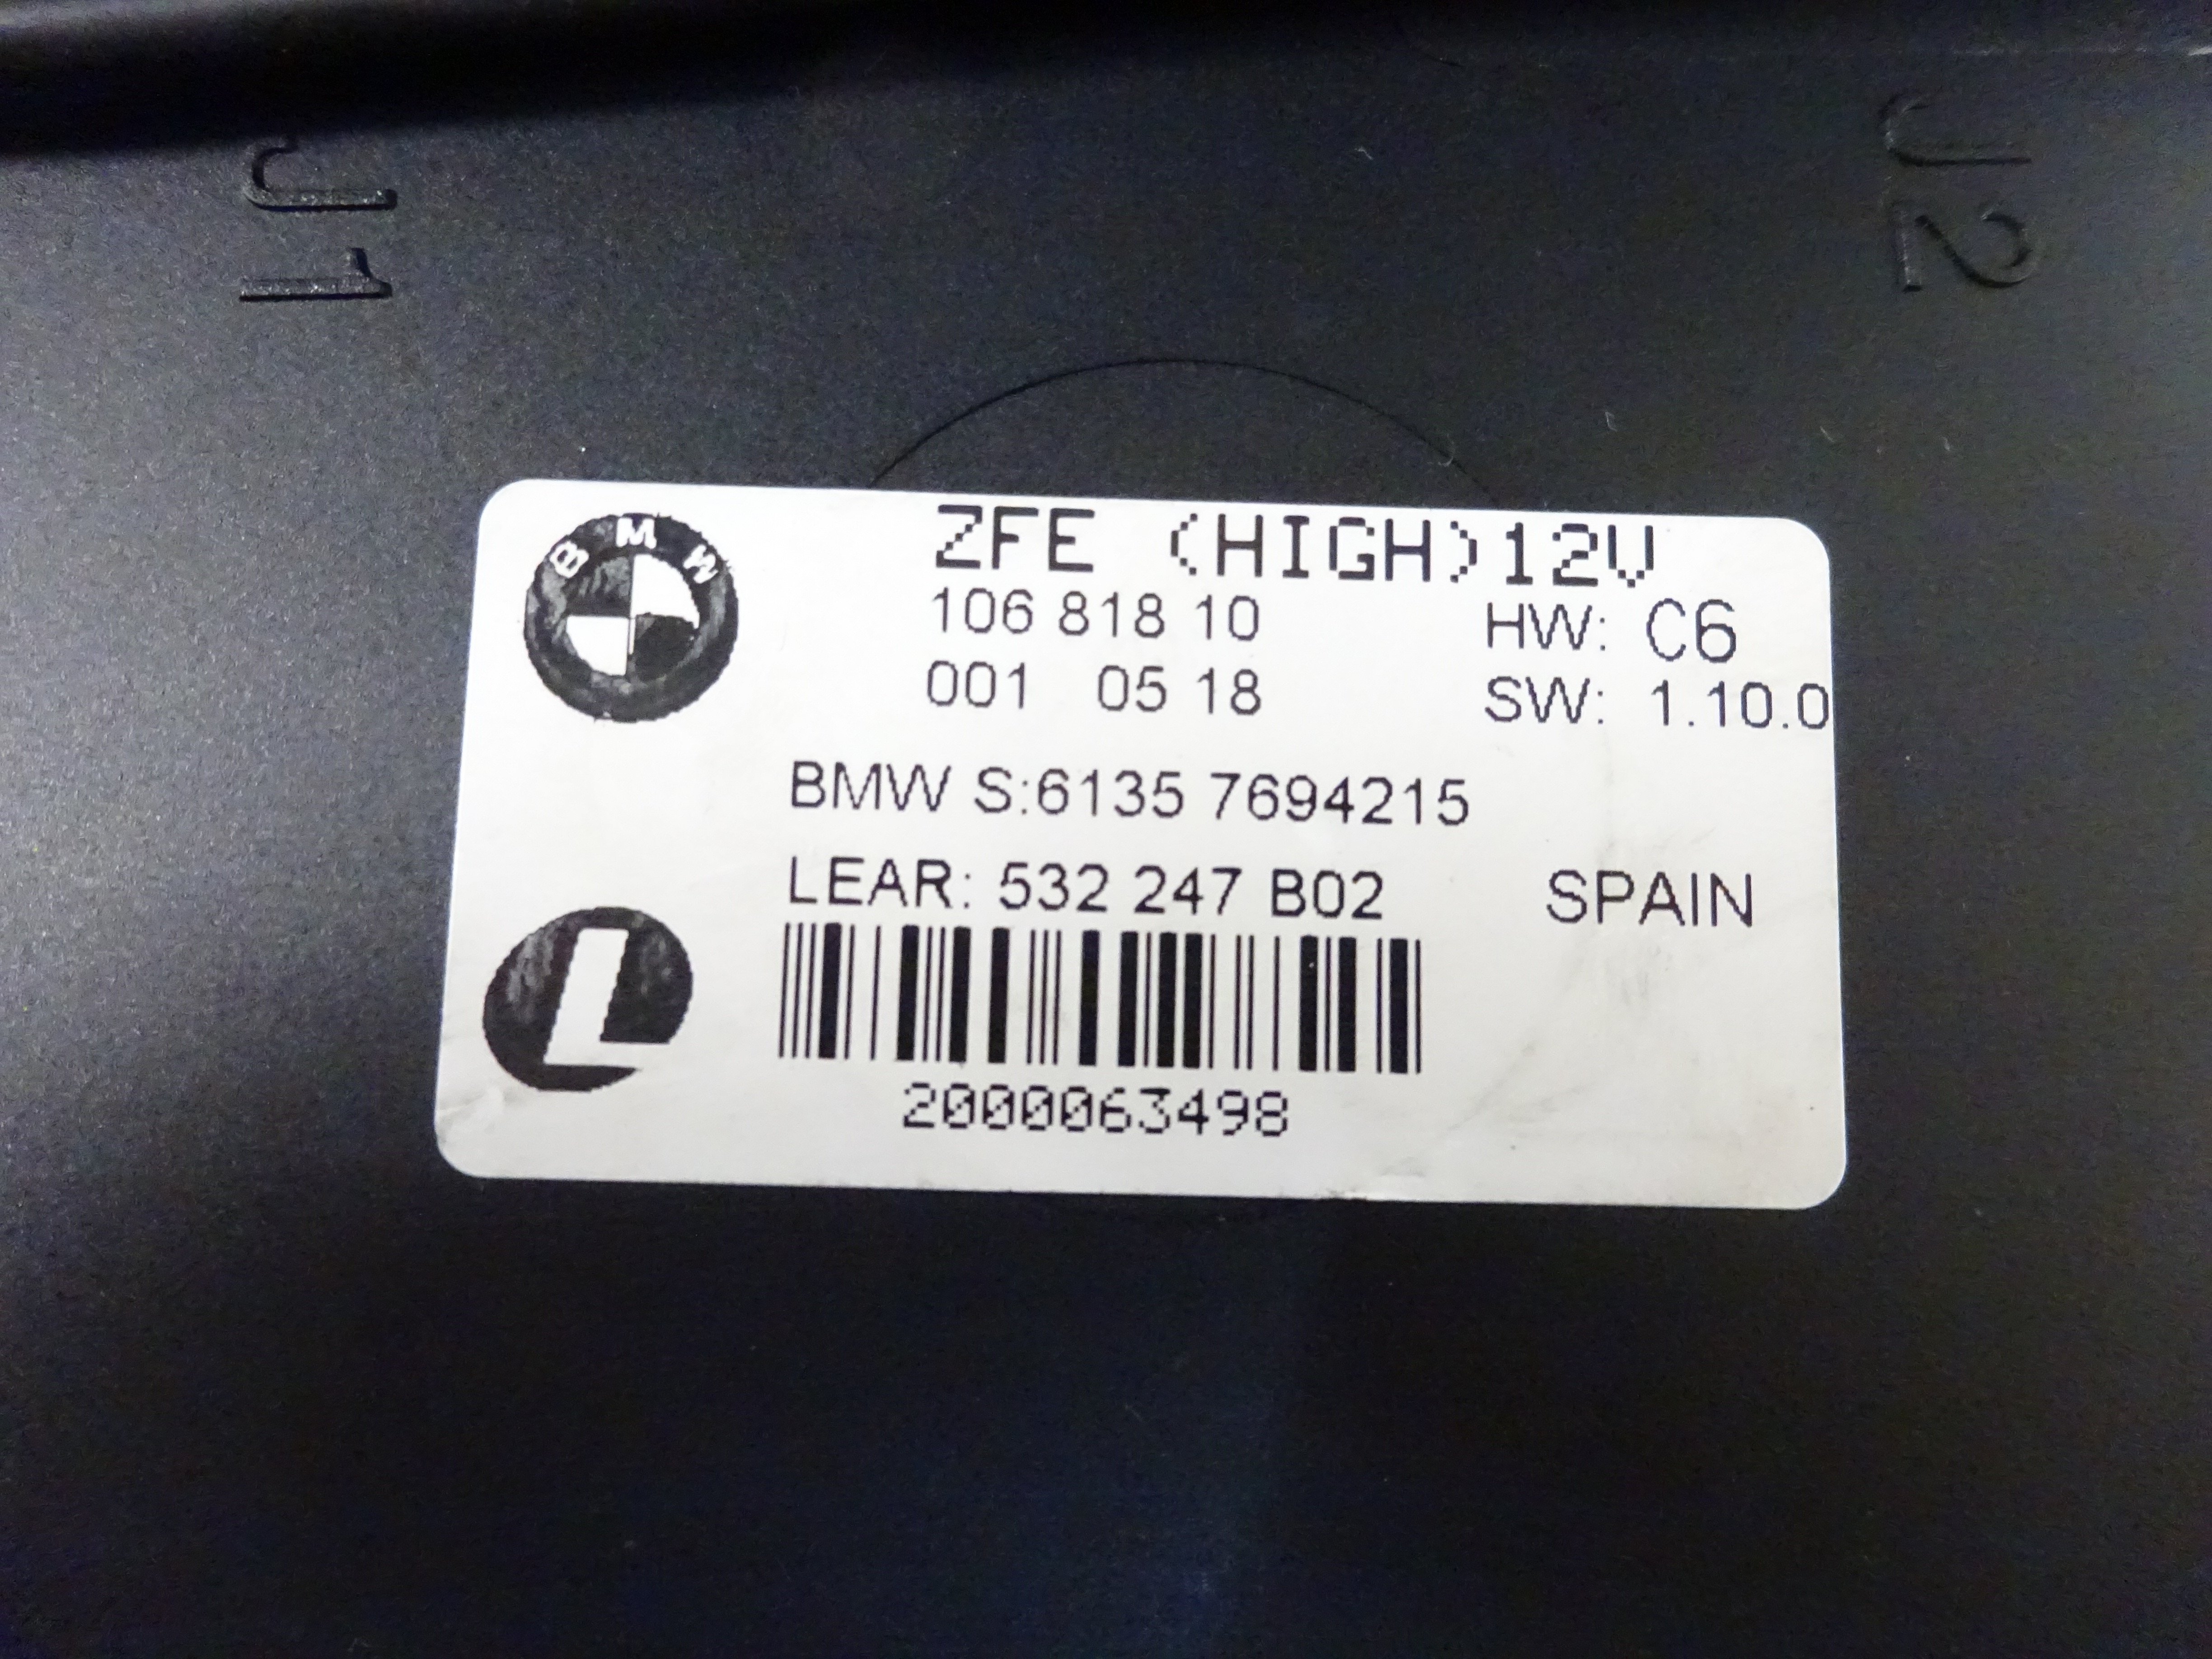 J1
J2
BMW
ZFE (HIGH)12V
106 818 10 HW: C6
001 05 18 SW: 1.10.0
BMW S:6135 7694215
LEAR: 532 247 B02 SPAIN
L
2000063498